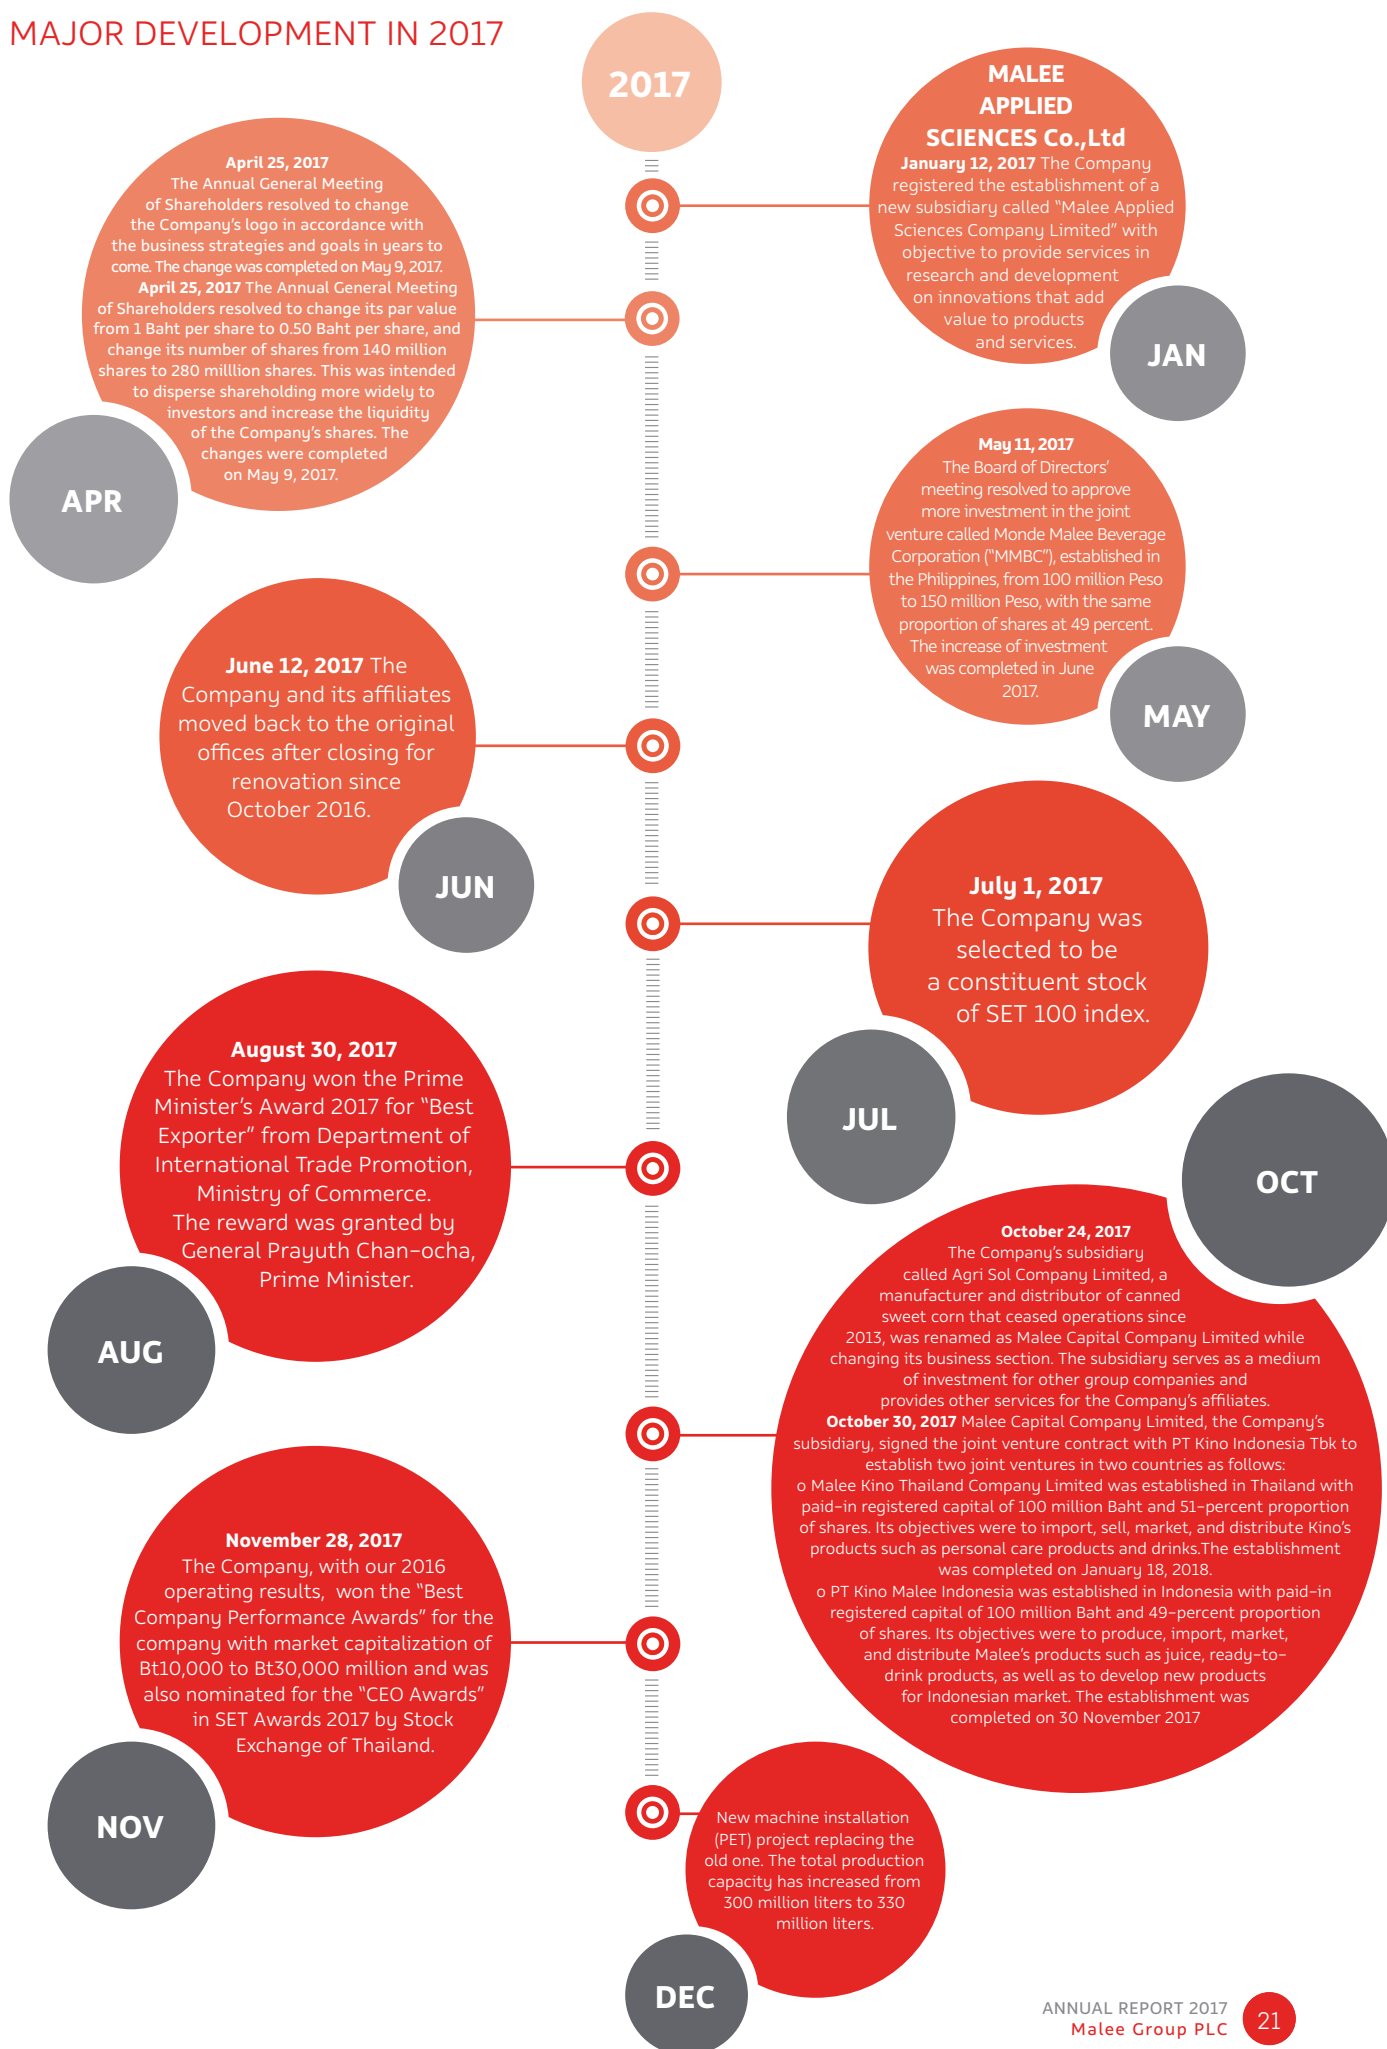 MAJOR DEVELOPMENT IN 2017
2017
MALEE
APPLIED
SCIENCES Co.,Ltd
January 12, 2017 The Company
registered the establishment of a
new subsidiary called “Malee Applied
Sciences Company Limited” with
objective to provide services in
research and development
on innovations that add
value to products
and services.
JAN
April 25, 2017
The Annual General Meeting
of Shareholders resolved to change
the Company’s logo in accordance with
the business strategies and goals in years to
come. The change was completed on May 9, 2017.
April 25, 2017 The Annual General Meeting
of Shareholders resolved to change its par value
from 1 Baht per share to 0.50 Baht per share, and
change its number of shares from 140 million
shares to 280 milllion shares. This was intended
to disperse shareholding more widely to
investors and increase the liquidity
of the Company’s shares. The
changes were completed
on May 9, 2017.
APR
May 11, 2017
The Board of Directors’
meeting resolved to approve
more investment in the joint
venture called Monde Malee Beverage
Corporation (“MMBC”), established in
the Philippines, from 100 million Peso
to 150 million Peso, with the same
proportion of shares at 49 percent.
The increase of investment
was completed in June
2017.
MAY
June 12, 2017 The
Company and its affiliates
moved back to the original
offices after closing for
renovation since
October 2016.
JUN
July 1, 2017
The Company was
selected to be
a constituent stock
of SET 100 index.
JUL
August 30, 2017
The Company won the Prime
Minister’s Award 2017 for “Best
Exporter” from Department of
International Trade Promotion,
Ministry of Commerce.
The reward was granted by
General Prayuth Chan-ocha,
Prime Minister.
AUG
OCT
October 24, 2017
The Company’s subsidiary
called Agri Sol Company Limited, a
manufacturer and distributor of canned
sweet corn that ceased operations since
2013, was renamed as Malee Capital Company Limited while
changing its business section. The subsidiary serves as a medium
of investment for other group companies and
provides other services for the Company’s affiliates.
October 30, 2017 Malee Capital Company Limited, the Company’s
subsidiary, signed the joint venture contract with PT Kino Indonesia Tbk to
establish two joint ventures in two countries as follows:
o Malee Kino Thailand Company Limited was established in Thailand with
paid-in registered capital of 100 million Baht and 51-percent proportion
of shares. Its objectives were to import, sell, market, and distribute Kino’s
products such as personal care products and drinks.The establishment
was completed on January 18, 2018.
o PT Kino Malee Indonesia was established in Indonesia with paid-in
registered capital of 100 million Baht and 49-percent proportion
of shares. Its objectives were to produce, import, market,
and distribute Malee’s products such as juice, ready-to-
drink products, as well as to develop new products
for Indonesian market. The establishment was
completed on 30 November 2017
November 28, 2017
The Company, with our 2016
operating results, won the “Best
Company Performance Awards” for the
company with market capitalization of
Bt10,000 to Bt30,000 million and was
also nominated for the “CEO Awards”
in SET Awards 2017 by Stock
Exchange of Thailand.
NOV
New machine installation
(PET) project replacing the
old one. The total production
capacity has increased from
300 million liters to 330
million liters.
DEC
ANNUAL REPORT 2017
Malee Group PLC
21